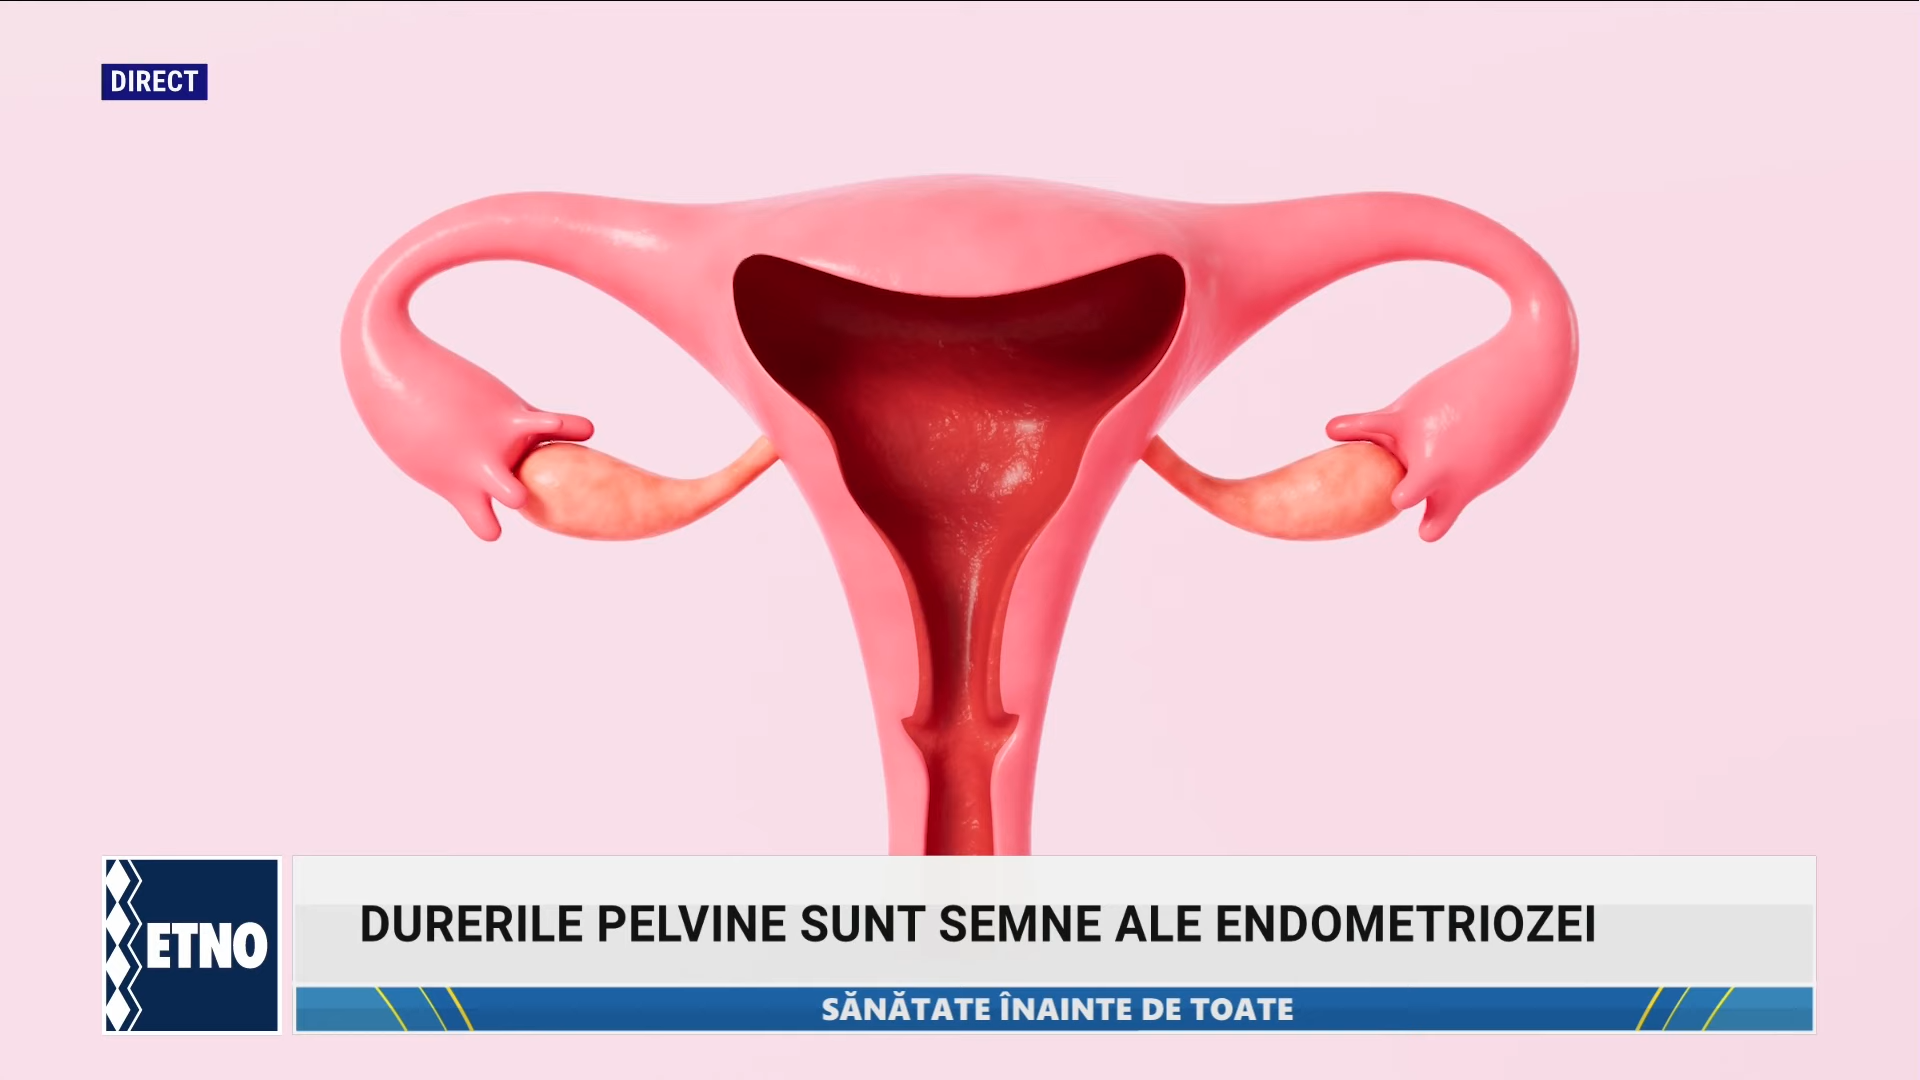 DIRECT
DURERILE PELVINE SUNT SEMNE ALE ENDOMETRIOZEI
ETNO
SĂNĂTATE ÎNAINTE DE TOATE